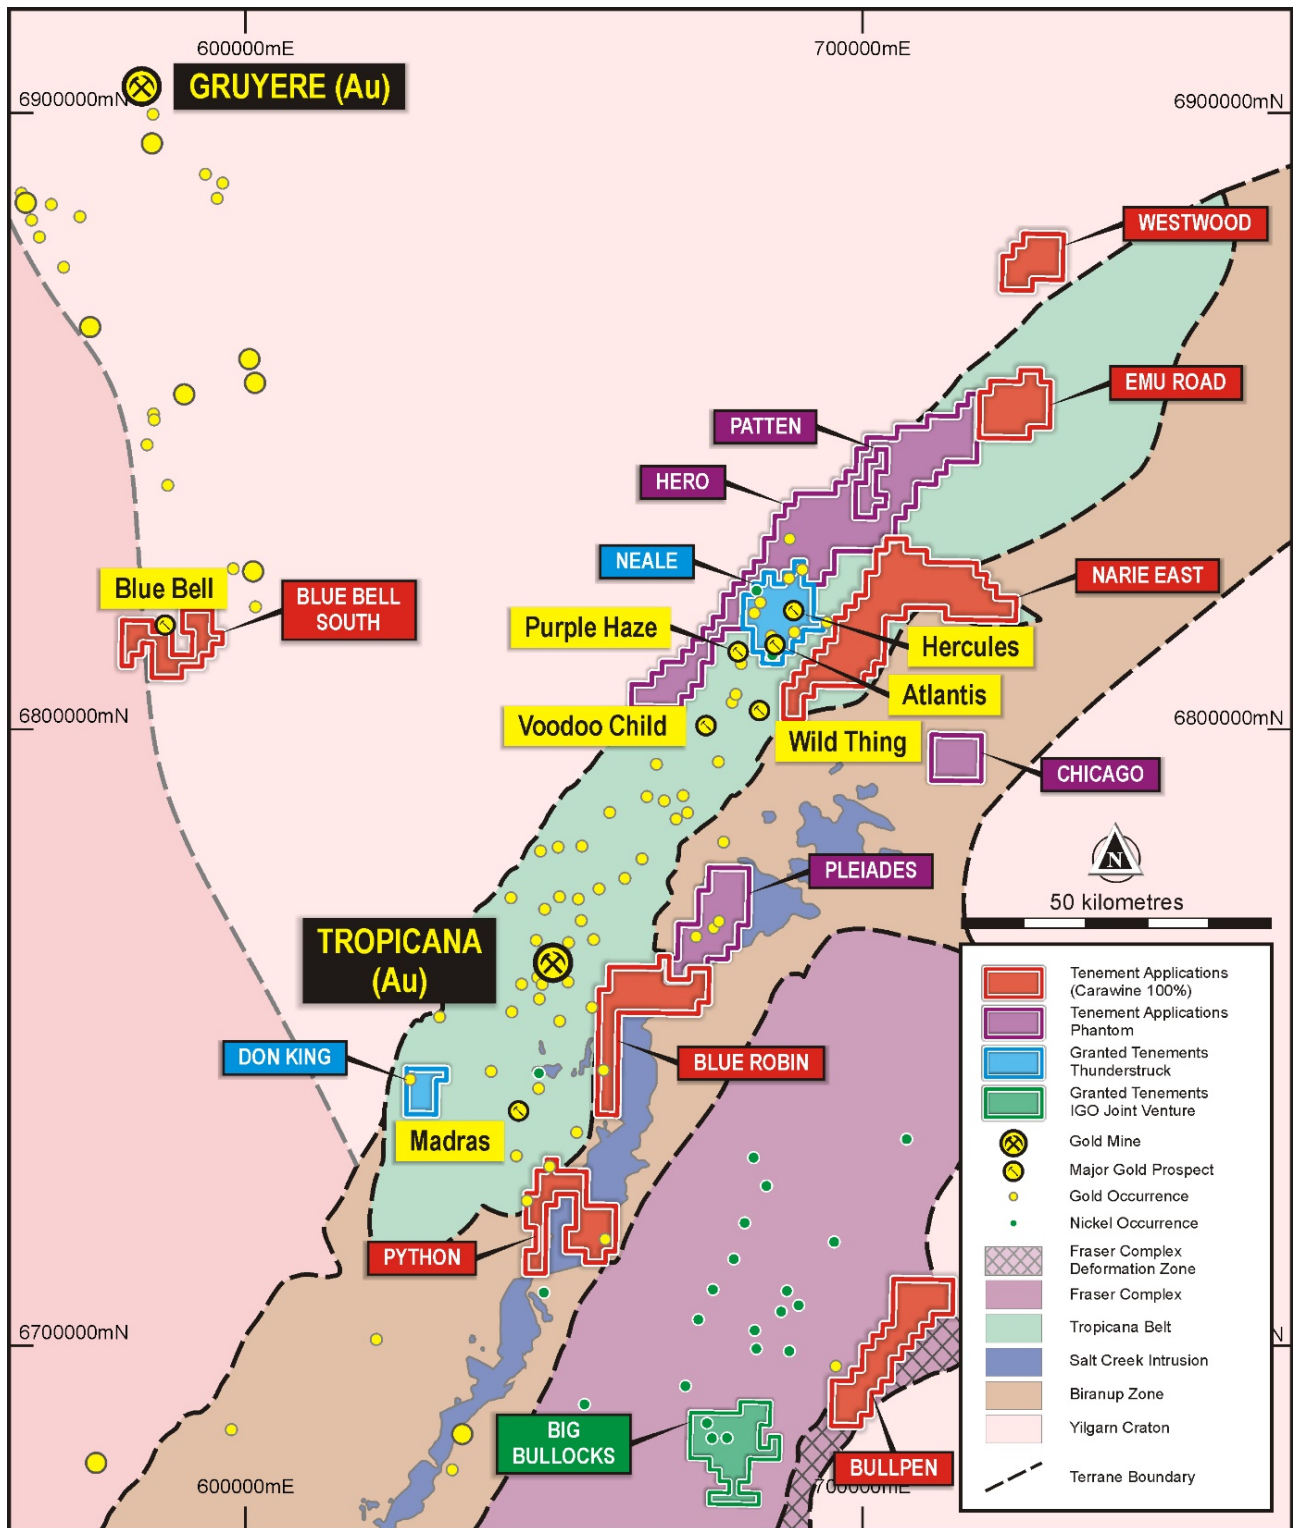 600000mE
700000mE
GRUYERE (Au)
6900000mN
6900000mN
WESTWOOD
EMU ROAD
PATTEN
HERO
NEALE
NARIE EAST
Blue Bell
BLUE BELL
SOUTH
Purple Haze
Hercules
Atlantis
6800000mN
6800000mN
Voodoo Child
Wild Thing
CHICAGO
N
PLEIADES
50 kilometres
TROPICANA
(Au)
DON KING
BLUE ROBIN
Madras
PYTHON
6700000mN
N
BIG
BULLOCKS
BULLPEN
600000mE
700000mE
Tenement Applications
(Carawine 100%)
Tenement Applications
Phantom
Granted Tenements
Thunderstruck
Granted Tenements
IGO Joint Venture
Gold Mine
Major Gold Prospect
Gold Occurrence
Nickel Occurrence
Fraser Complex
Deformation Zone
Fraser Complex
Tropicana Belt
Salt Creek Intrusion
Biranup Zone
Yilgarn Craton
Terrane Boundary